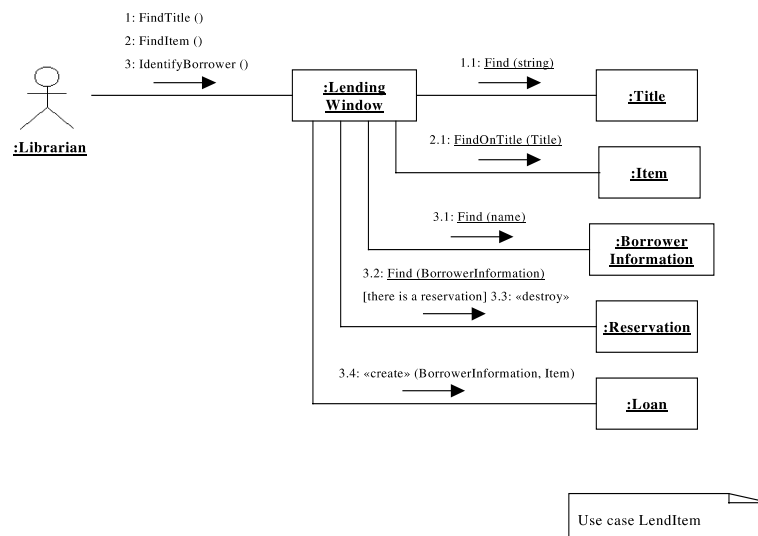 1: FindTitle ()
2: FindItem ()
3: IdentifyBorrower ()
:Librarian
:Lending
Window
1.1: Find (string)
:Title
2.1: FindOnTitle (Title)
:Item
3.1: Find (name)
:Borrower
Information
3.2: Find (BorrowerInformation)
[there is a reservation] 3.3: «destroy»
:Reservation
3.4: «create» (BorrowerInformation, Item)
:Loan
Use case LendItem